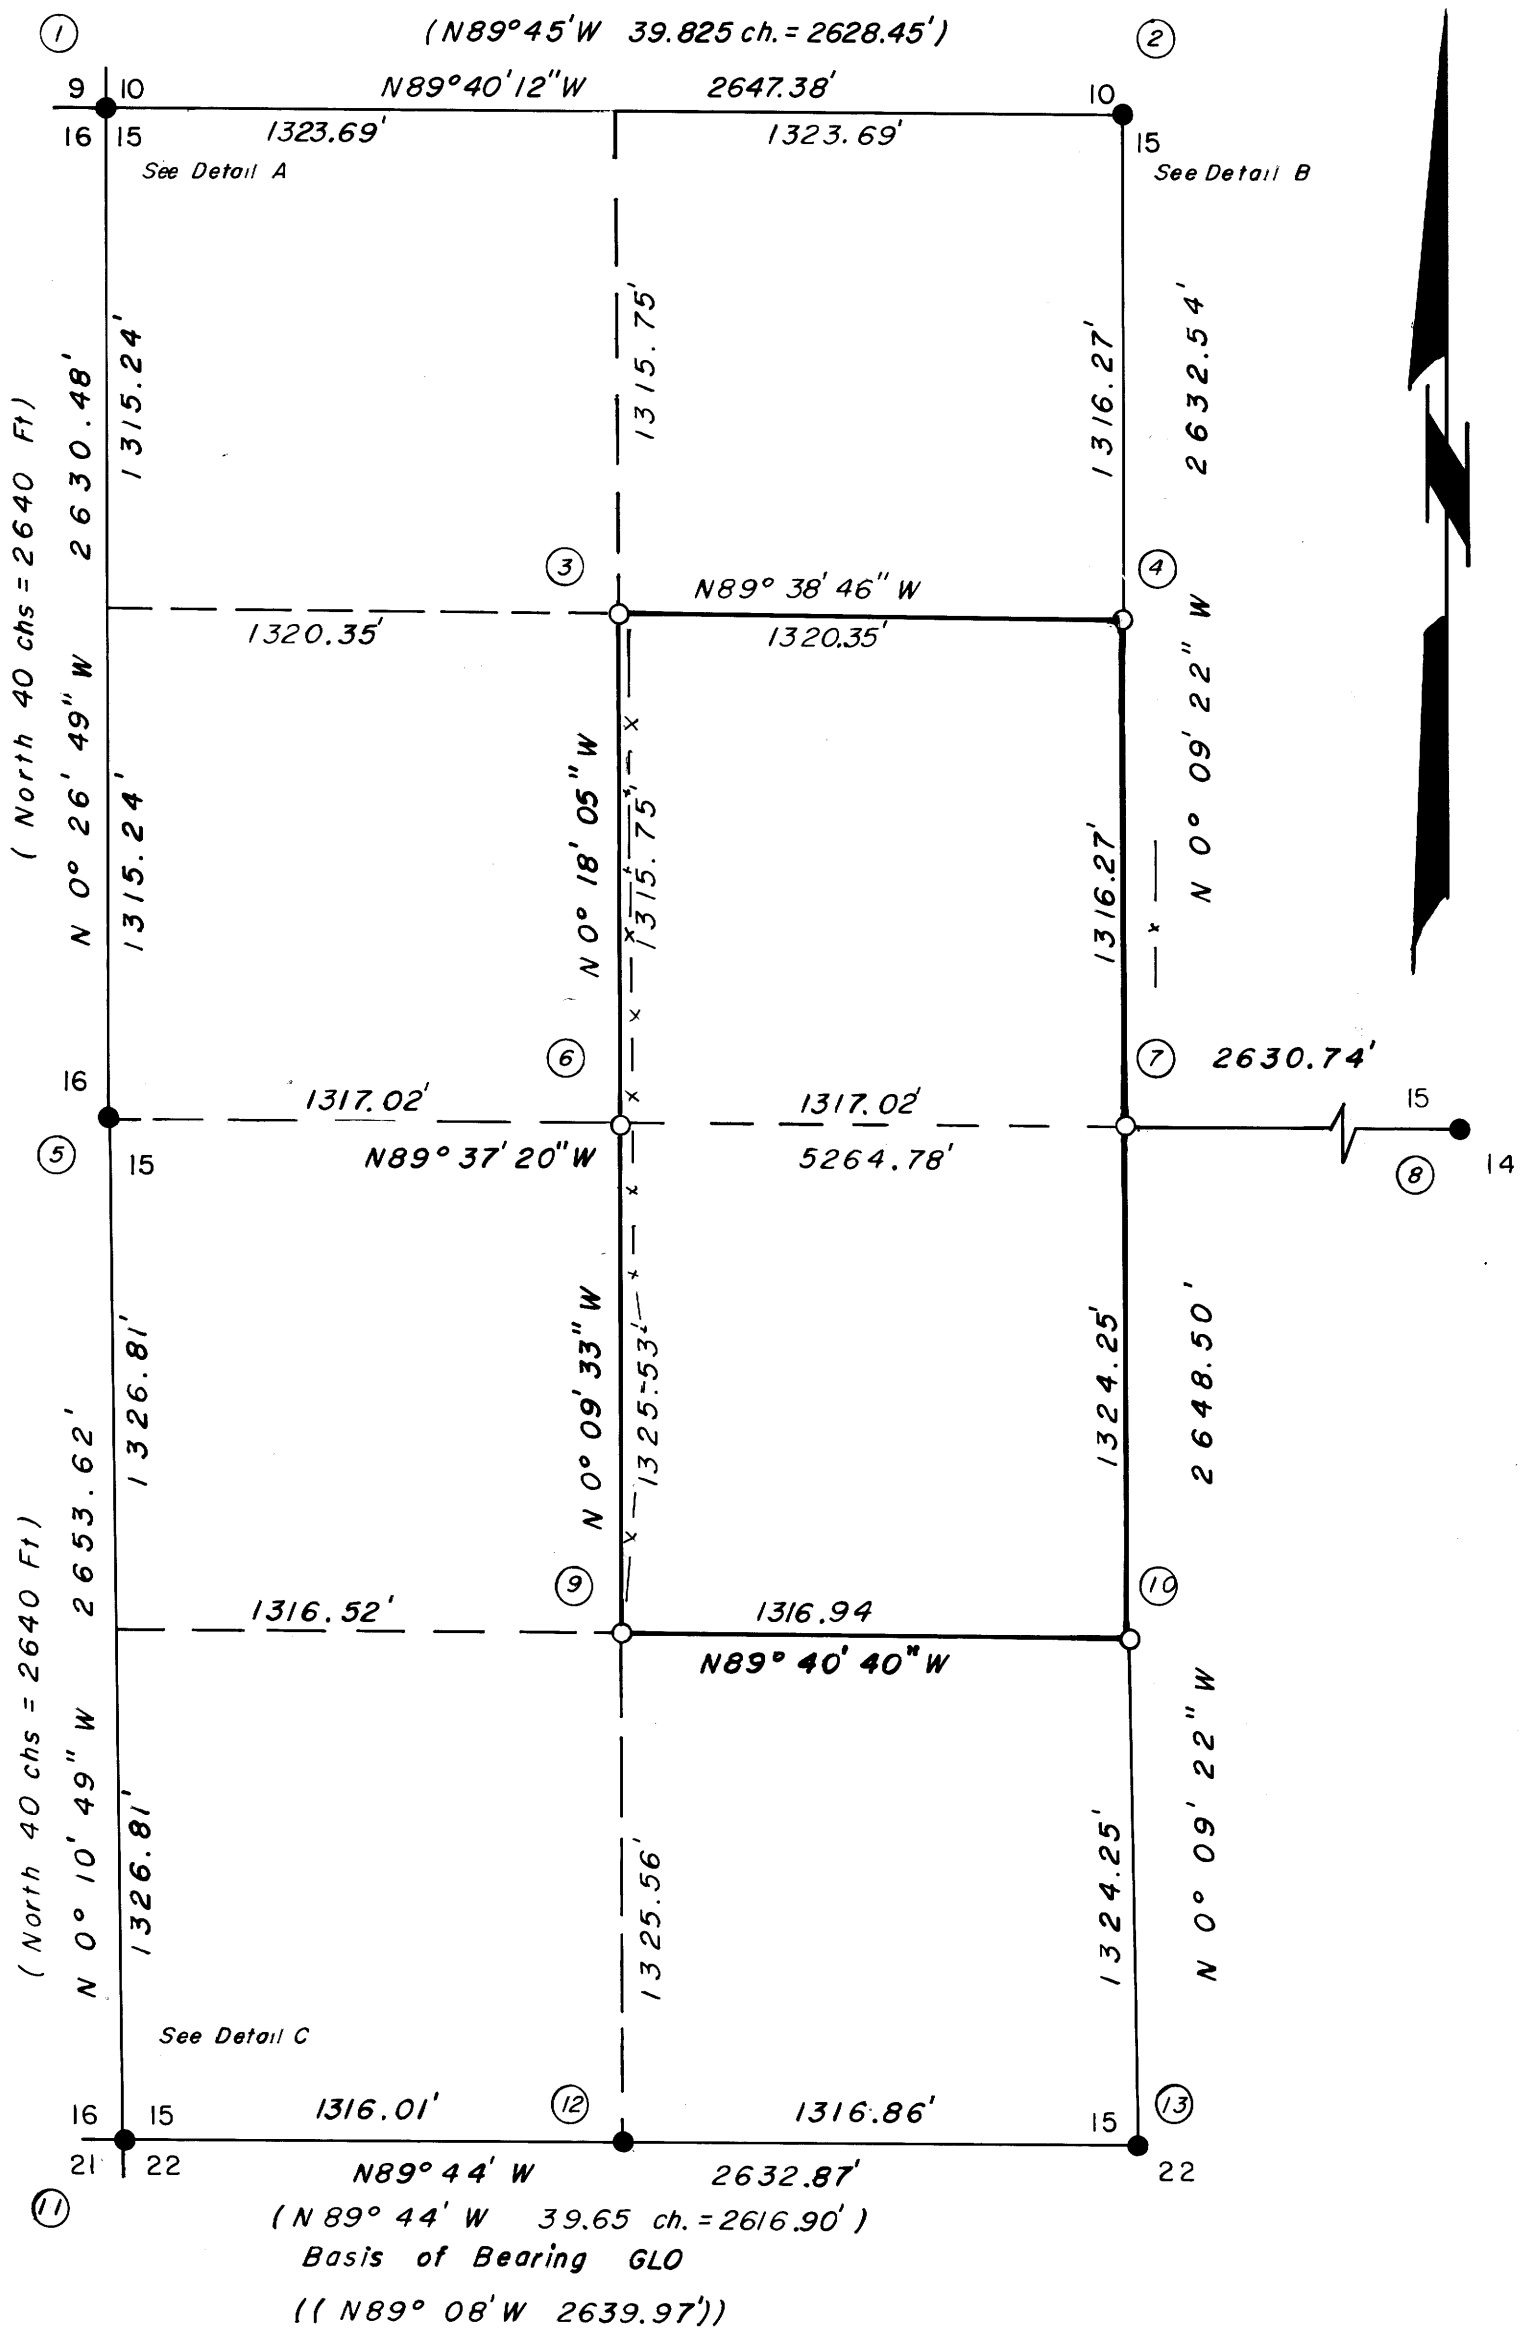 1
(N89°45'W 39.825 ch. = 2628.45')
2
9 10
N89°40'12"W 2647.38'
10
16 15
1323.69'
1323.69'
15
See Detail A
See Detail B
1315.24'
2630.48'
(North 40 chs = 2640 Ft)
N 0° 26' 49" W
1315.75'
1316.27'
2632.54'
3
N89° 38' 46" W
4
1320.35'
1320.35'
N 0° 09' 22" W
1315.24'
N 0° 18' 05" W
1315.75'
1316.27'
N
16
6
7
2630.74'
1317.02'
1317.02'
15
5
15
N89° 37' 20" W
5264.78'
8
14
1326.81'
2653.62'
(North 40 chs = 2640 Ft)
N 0° 10' 49" W
N 0° 09' 33" W
1325.53'
1324.25'
2648.50'
9
10
1316.52'
1316.94
N89° 40' 40" W
1326.81'
1325.56'
1324.25'
N 0° 09' 22" W
See Detail C
16 15
1316.01'
12
1316.86'
15
13
21 22
N89° 44' W 2632.87'
22
11
(N 89° 44' W 39.65 ch. = 2616.90')
Basis of Bearing GLO
((N89° 08'W 2639.97'))